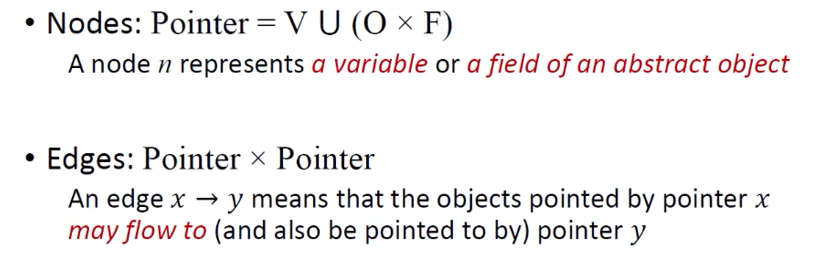 • Nodes: Pointer = V ⋃ (O × F)
A node n represents a variable or a field of an abstract object
• Edges: Pointer × Pointer
An edge x → y means that the objects pointed by pointer x
may flow to (and also be pointed to by) pointer y